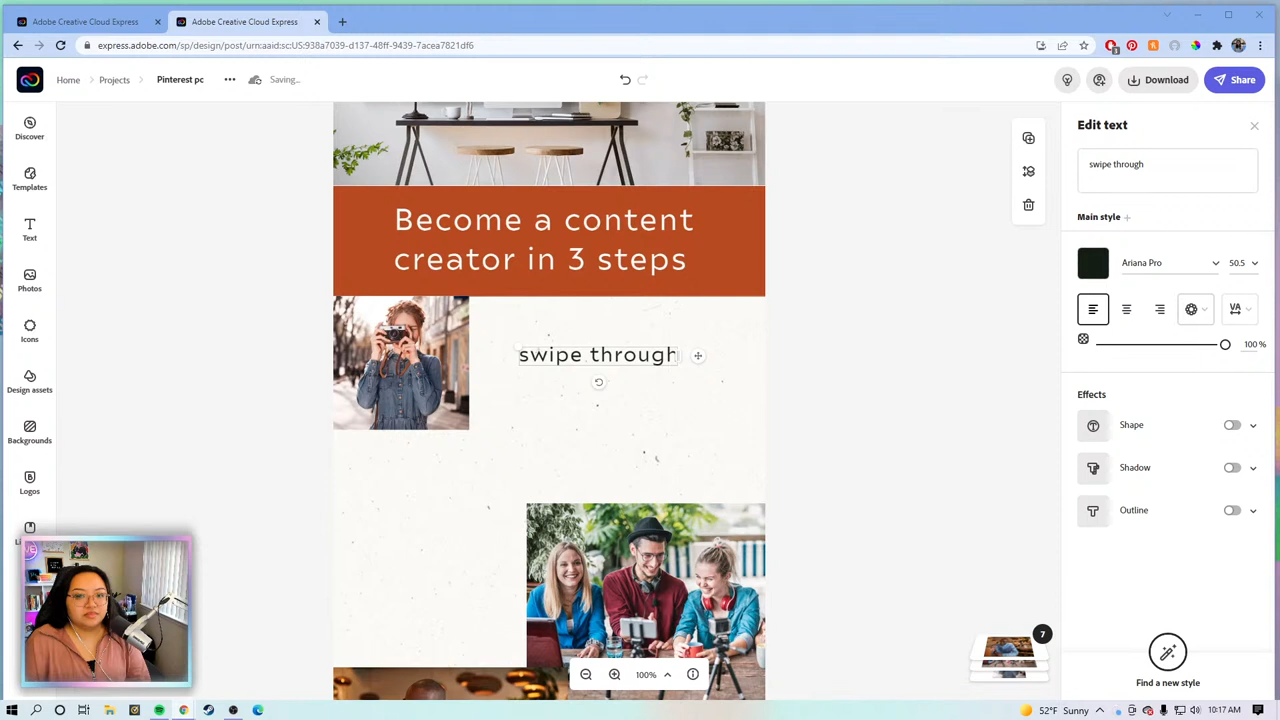 Adobe Creative Cloud Express
Adobe Creative Cloud Express
express.adobe.com/sp/design/post/urn:aaid:sc:US:938a7039-d137-48ff-9439-7acea7821df6
Home
Projects
Pinterest pc
Saving...
Download
Share
Discover
Templates
Text
Photos
Icons
Design assets
Backgrounds
Logos
Become a content
creator in 3 steps
swipe through
Edit text
swipe through
Main style
Ariana Pro
50.5
VA
100 %
Effects
Shape
Shadow
Outline
7
Find a new style
100%
52°F Sunny
10:17 AM